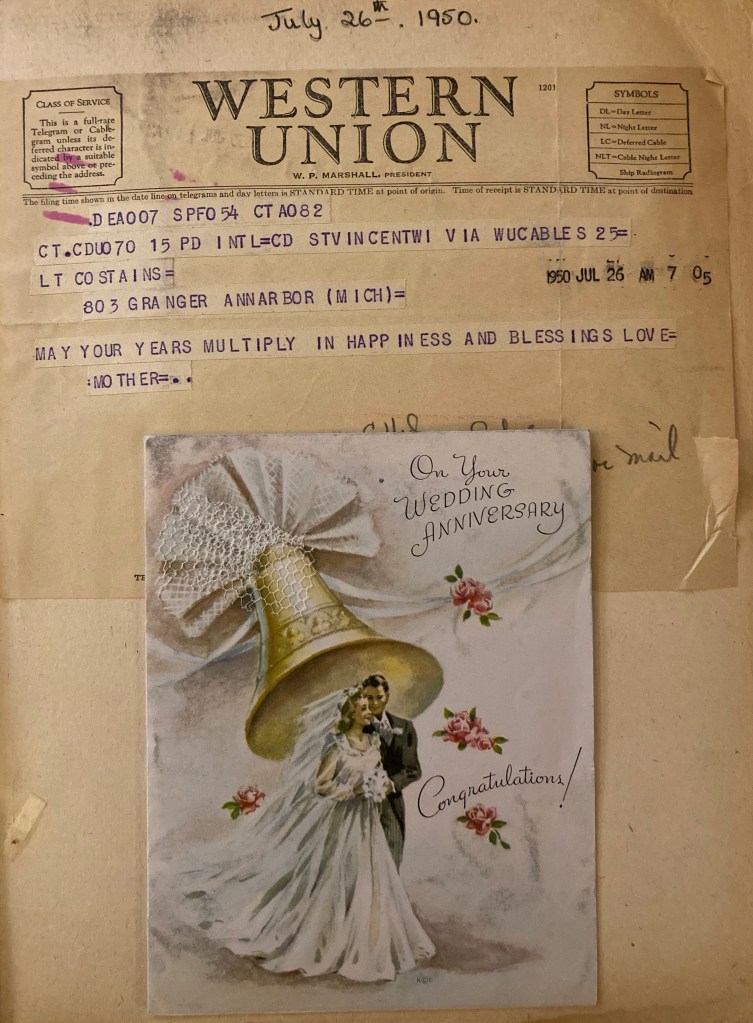 July. 26th. 1950.
CLASS OF SERVICE
This is a full-rate
Telegram or Cable-
gram unless its de-
ferred character is in-
dicated by a suitable
symbol above or pre-
ceding the address.
WESTERN
UNION
1201
W. P. MARSHALL, PRESIDENT
SYMBOLS
DL=Day Letter
NL=Night Letter
LC=Deferred Cable
NLT=Cable Night Letter
Ship Radiogram
The filing time shown in the date line on telegrams and day letters is STANDARD TIME at point of origin. Time of receipt is STANDARD TIME at point of destination
.DEA007 SPF054 CTA082
CT.CDU070 15 PD INTL=CD STVINCENTWI VIA WUCABLES 25=
LT COSTAINS=
1950 JUL 26 AM 7 05
803 GRANGER ANNARBOR (MICH)=
MAY YOUR YEARS MULTIPLY IN HAPPINESS AND BLESSINGS LOVE=
:MOTHER=..
mail
On Your
WEDDING
ANNIVERSARY
Congratulations!